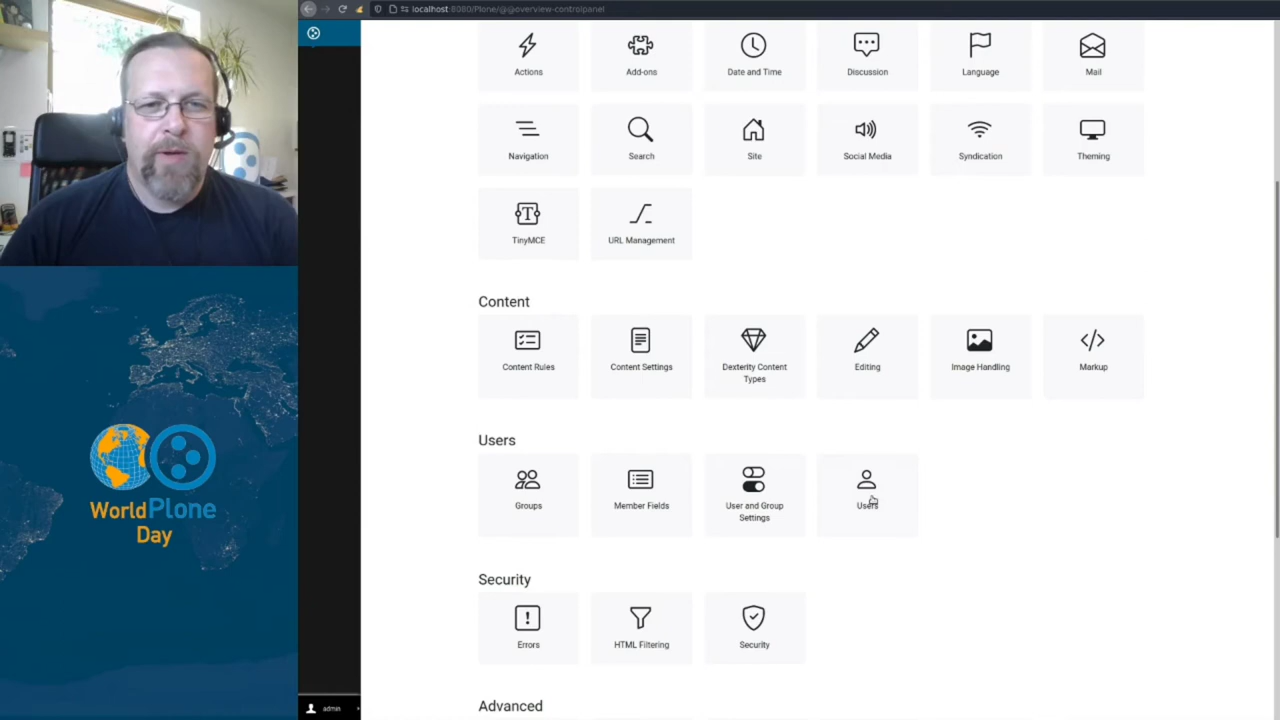 localhost:8080/Plone/@@overview-controlpanel
Actions
Add-ons
Date and Time
Discussion
Language
Mail
Navigation
Search
Site
Social Media
Syndication
Theming
TinyMCE
URL Management
Content
Content Rules
Content Settings
Dexterity Content
Types
Editing
Image Handling
Markup
Users
Groups
Member Fields
User and Group
Settings
Users
Security
Errors
HTML Filtering
Security
Advanced
admin
WorldPlone
Day